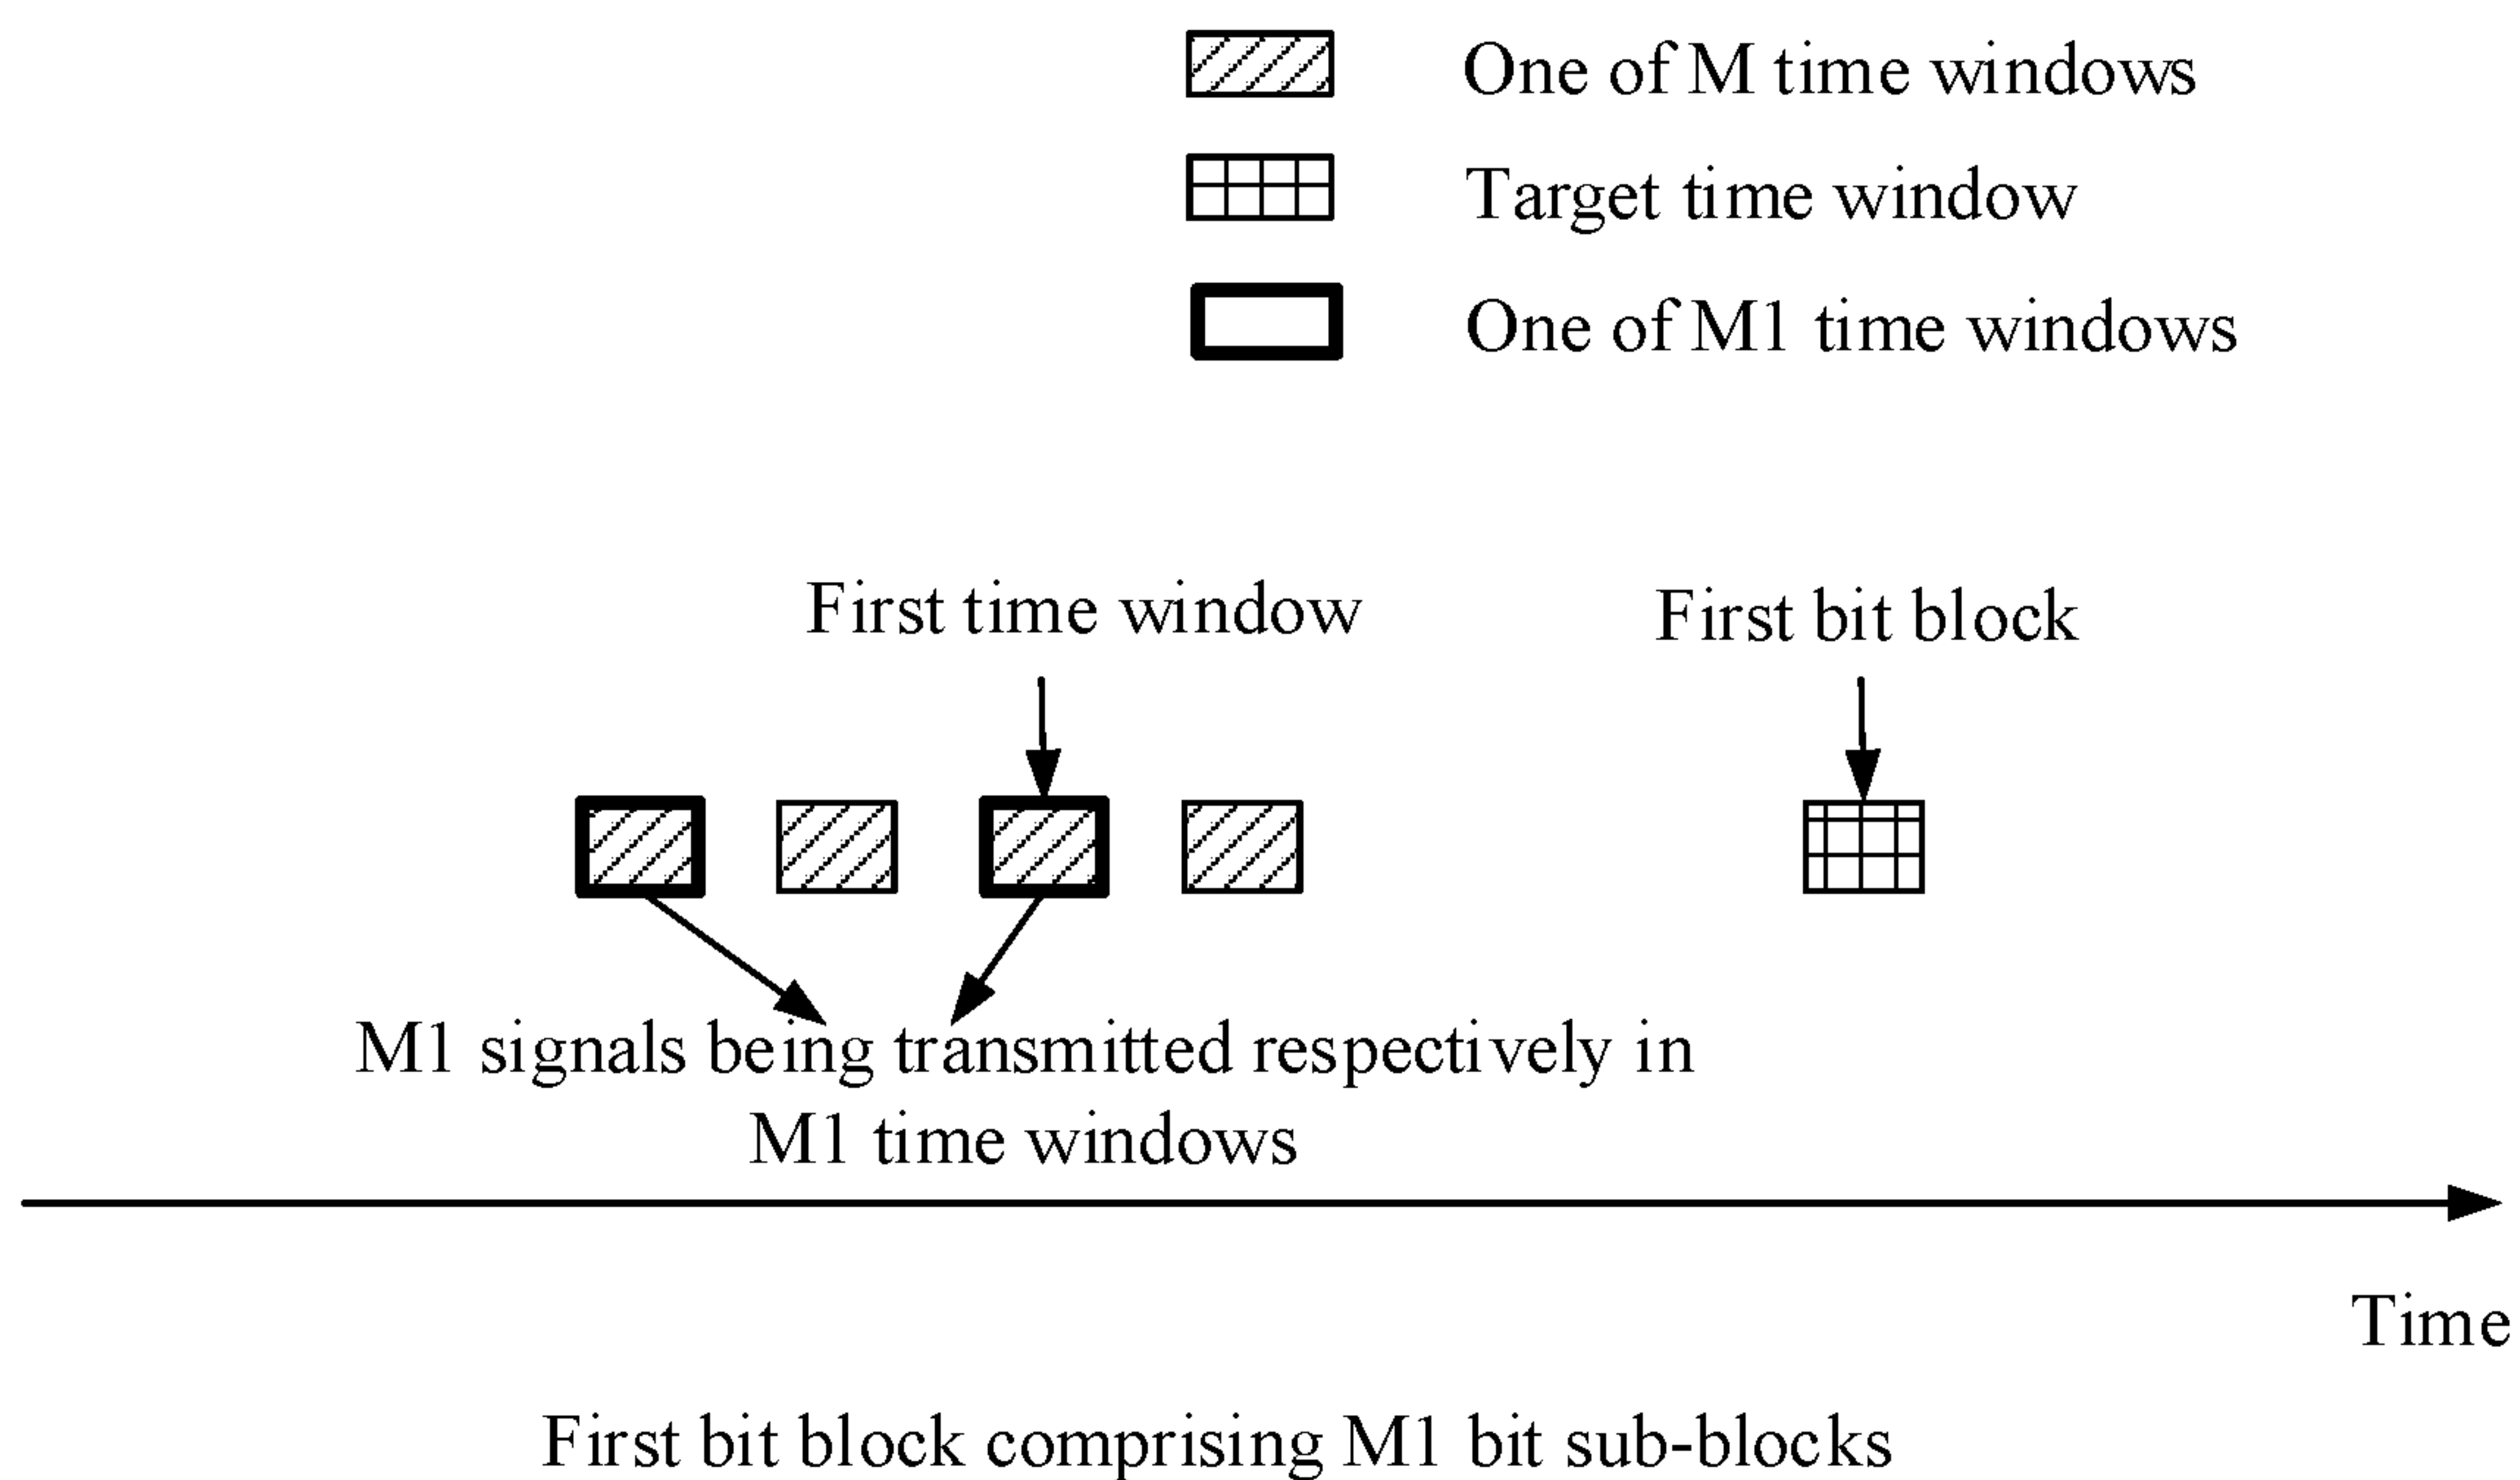 One of M time windows
Target time window
One of M1 time windows
First time window
First bit block
M1 signals being transmitted respectively in
M1 time windows
Time
First bit block comprising M1 bit sub-blocks